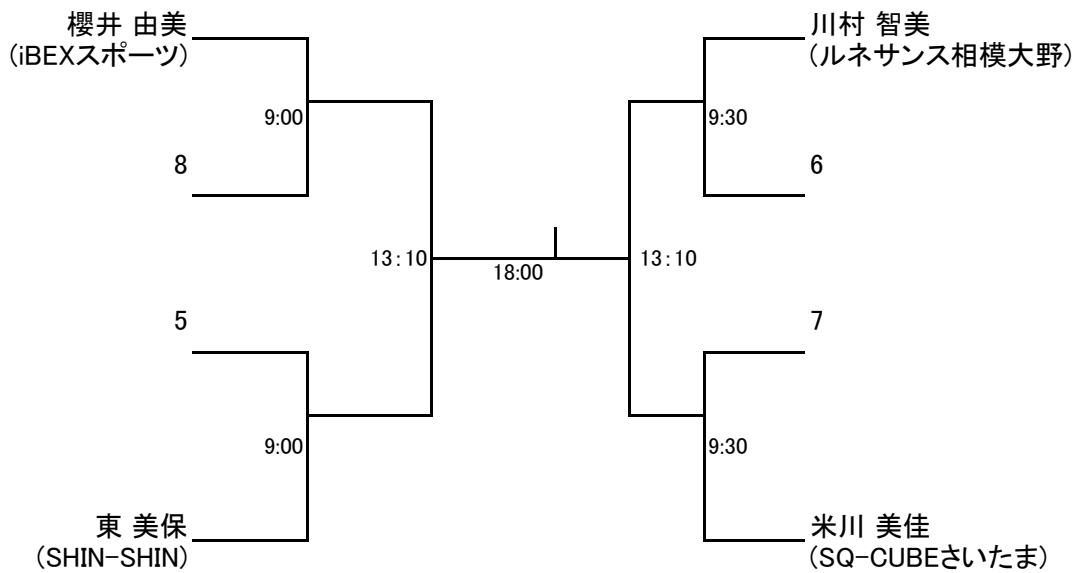 櫻井 由美
(iBEXスポーツ)
9:00
8
5
9:00
東 美保
(SHIN-SHIN)
13:10
18:00
13:10
川村 智美
(ルネサンス相模大野)
9:30
6
7
9:30
米川 美佳
(SQ-CUBEさいたま)